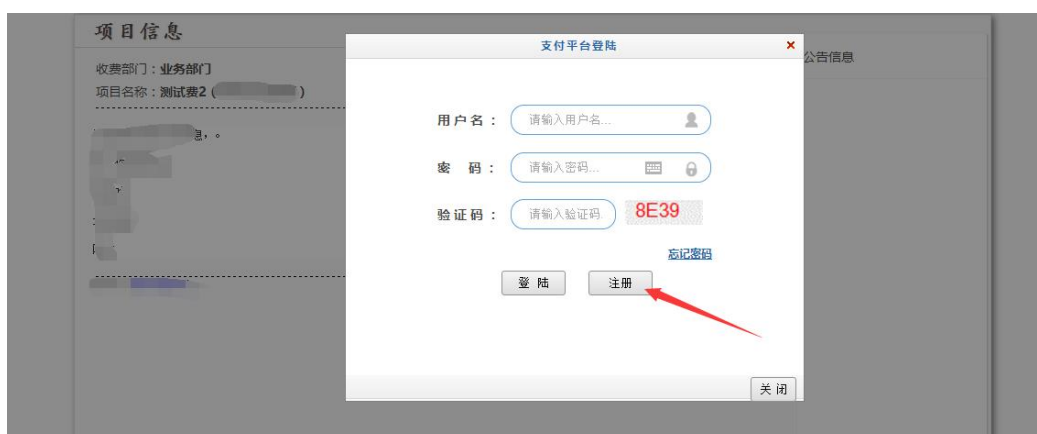 项目信息
收费部门：业务部门
项目名称：测试费2 ( )
息，。
公告信息
支付平台登陆
用户名：
请输入用户名...
密 码：
请输入密码...
验证码：
请输入验证码
8E39
忘记密码
登 陆
注册
关 闭